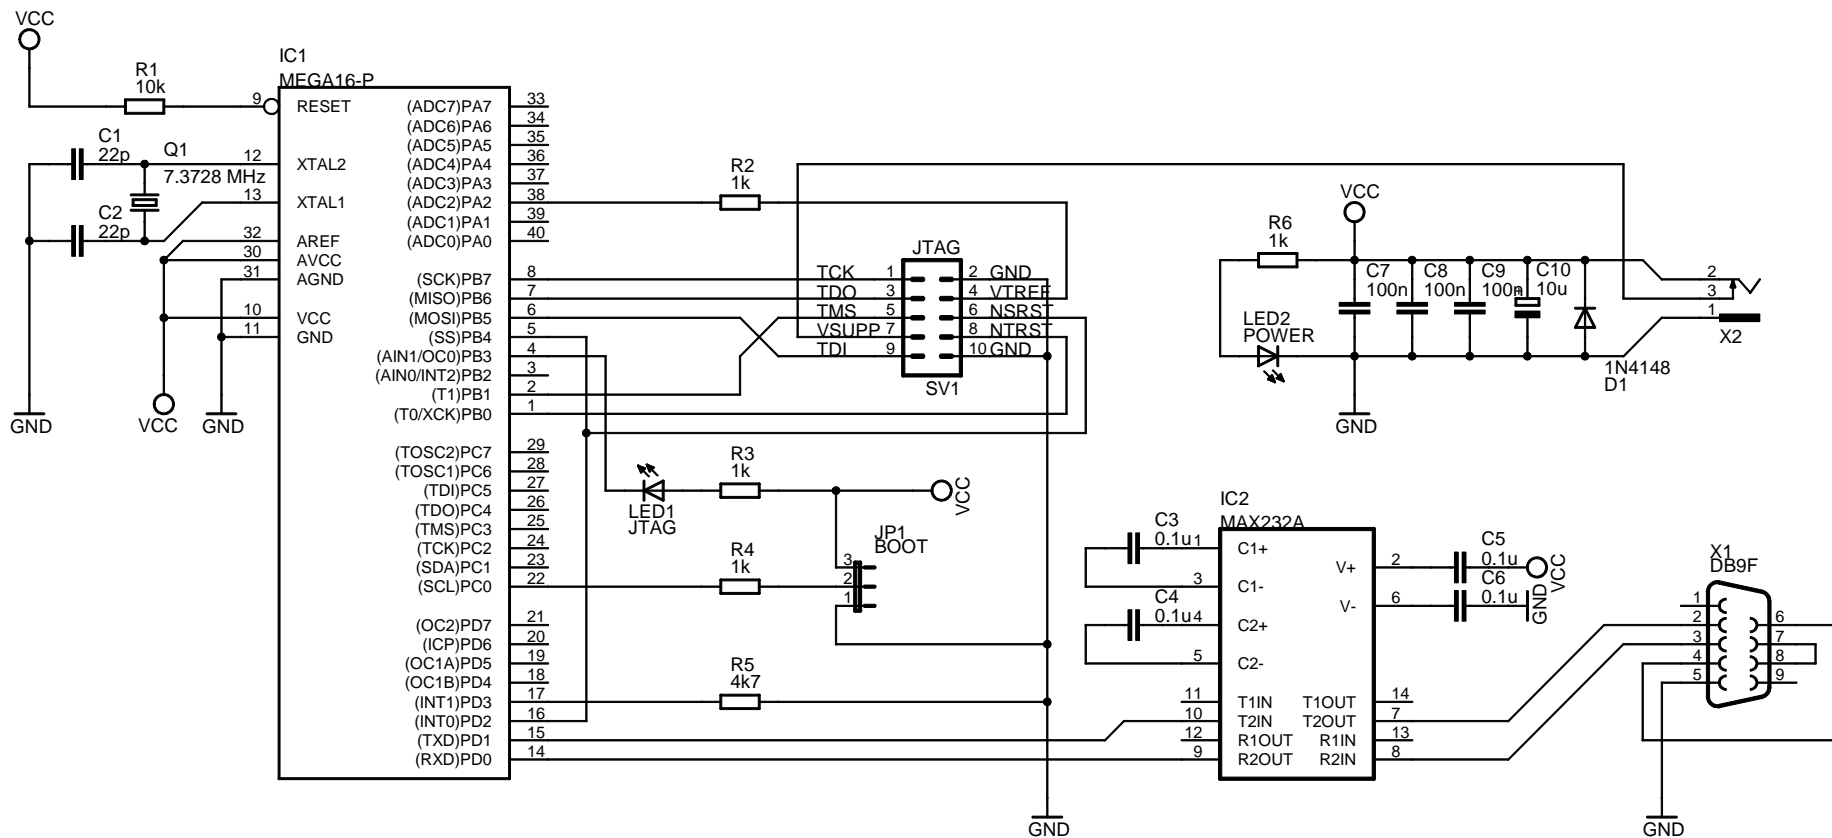 VCC
R1
10k
IC1
MEGA16-P
9 RESET
C1
22p
Q1
7.3728 MHz
12 XTAL2
13 XTAL1
C2
22p
32 AREF
30 AVCC
31 AGND
10 VCC
11 GND
GND
VCC
GND
(ADC7)PA7 33
(ADC6)PA6 34
(ADC5)PA5 35
(ADC4)PA4 36
(ADC3)PA3 37
(ADC2)PA2 38
(ADC1)PA1 39
(ADC0)PA0 40
(SCK)PB7 8
(MISO)PB6 7
(MOSI)PB5 6
(SS)PB4 5
(AIN1/OC0)PB3 4
(AIN0/INT2)PB2 3
(T1)PB1 2
(T0/XCK)PB0 1
(TOSC2)PC7 29
(TOSC1)PC6 28
(TDI)PC5 27
(TDO)PC4 26
(TMS)PC3 25
(TCK)PC2 24
(SDA)PC1 23
(SCL)PC0 22
(OC2)PD7 21
(ICP)PD6 20
(OC1A)PD5 19
(OC1B)PD4 18
(INT1)PD3 17
(INT0)PD2 16
(TXD)PD1 15
(RXD)PD0 14
R2
1k
JTAG
TCK 1 2 GND
TDO 3 4 VTREF
TMS 5 6 NSRST
VSUPP 7 8 NTRST
TDI 9 10 GND
SV1
R3
1k
LED1
JTAG
VCC
JP1
BOOT
3
2
1
R4
1k
R5
4k7
GND
VCC
R6
1k
LED2
POWER
C7
100n
C8
100n
C9
100n
C10
10u
1N4148
D1
GND
2
3
1
X2
IC2
MAX232A
C3
0.1u
1 C1+
3 C1-
C4
0.1u
4 C2+
5 C2-
V+ 2
V- 6
C5
0.1u
VCC
C6
0.1u
GND
11 T1IN T1OUT 14
10 T2IN T2OUT 7
12 R1OUT R1IN 13
9 R2OUT R2IN 8
X1
DB9F
1
2 6
3 7
4 8
5 9
GND